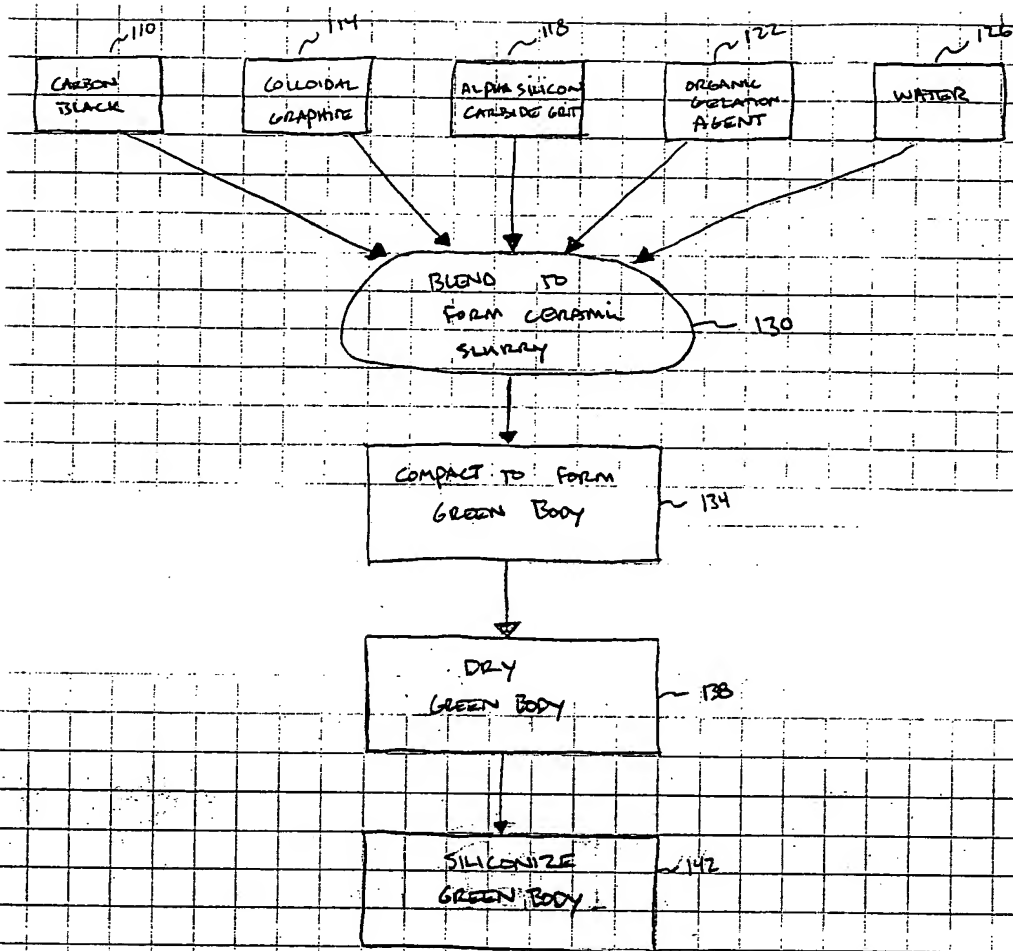 110
114
118
122
126
CARBON
BLACK
COLLOIDAL
GRAPHITE
ALPHA SILICON
CARBIDE GRIT
ORGANIC
GELATION
AGENT
WATER
BLEND TO
FORM CERAMIC
SLURRY
130
COMPACT TO FORM
GREEN BODY
134
DRY
GREEN BODY
138
SILICONIZE
GREEN BODY
142